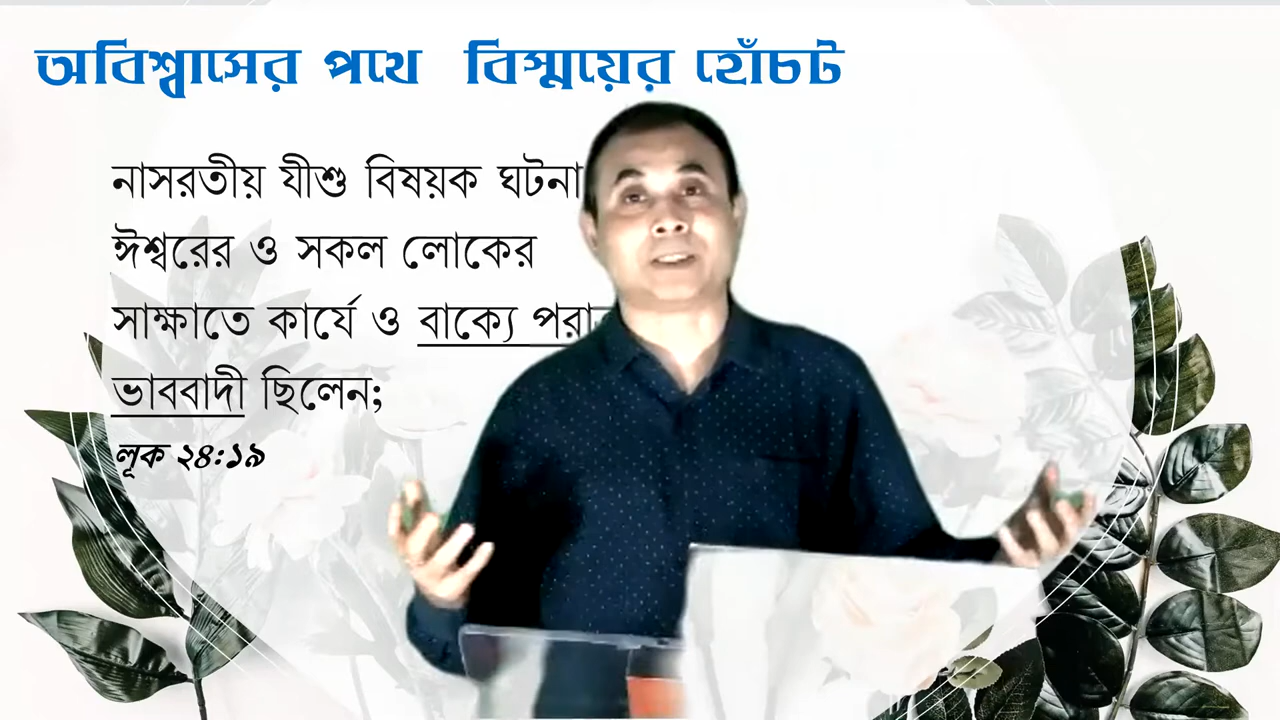 অবিশ্বাসের পথে বিস্ময়ের হোঁচট
নাসরতীয় যীশু বিষয়ক ঘটনা
ঈশ্বরের ও সকল লোকের
সাক্ষাতে কার্যে ও বাক্যে
ভাববাদী ছিলেন;
লূক ২৪:১৯